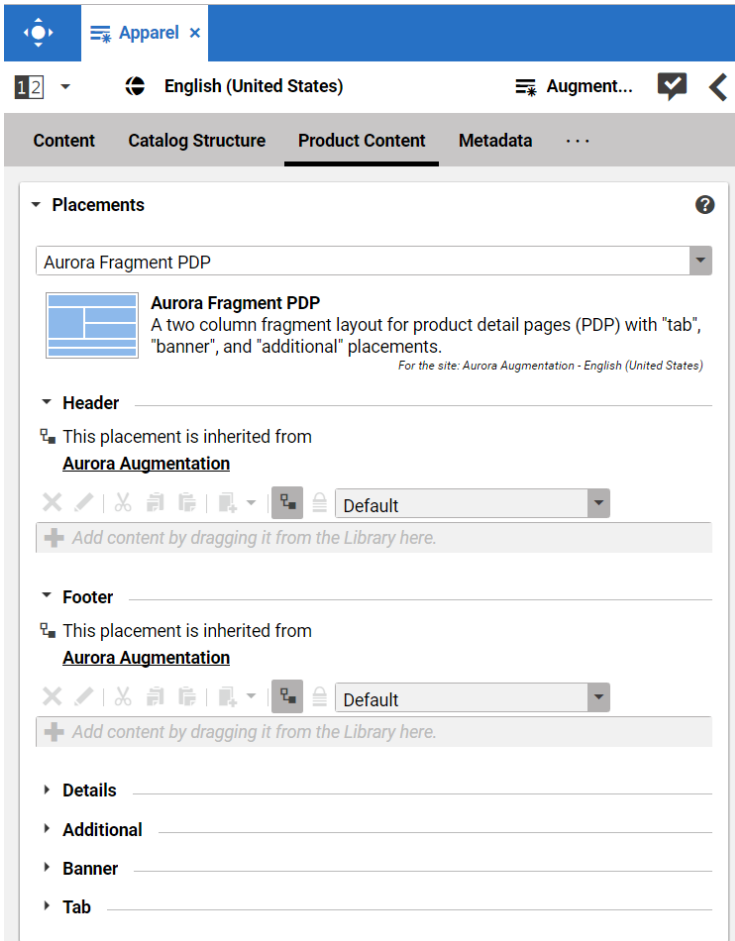 Apparel ×
12 English (United States) Augment...
Content Catalog Structure Product Content Metadata ...
Placements
Aurora Fragment PDP
Aurora Fragment PDP
A two column fragment layout for product detail pages (PDP) with "tab",
"banner", and "additional" placements.
For the site: Aurora Augmentation - English (United States)
Header
This placement is inherited from
Aurora Augmentation
Default
Add content by dragging it from the Library here.
Footer
This placement is inherited from
Aurora Augmentation
Default
Add content by dragging it from the Library here.
Details
Additional
Banner
Tab